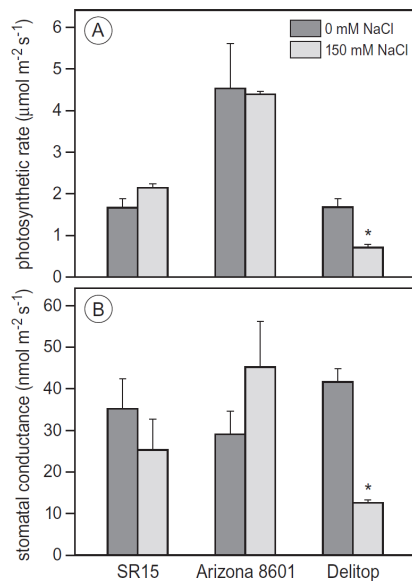 A
0 mM NaCl
150 mM NaCl
photosynthetic rate (µmol m⁻² s⁻¹)
6
5
4
3
2
1
0
*
B
stomatal conductance (nmol m⁻² s⁻¹)
60
50
40
30
20
10
0
*
SR15 Arizona 8601 Delitop